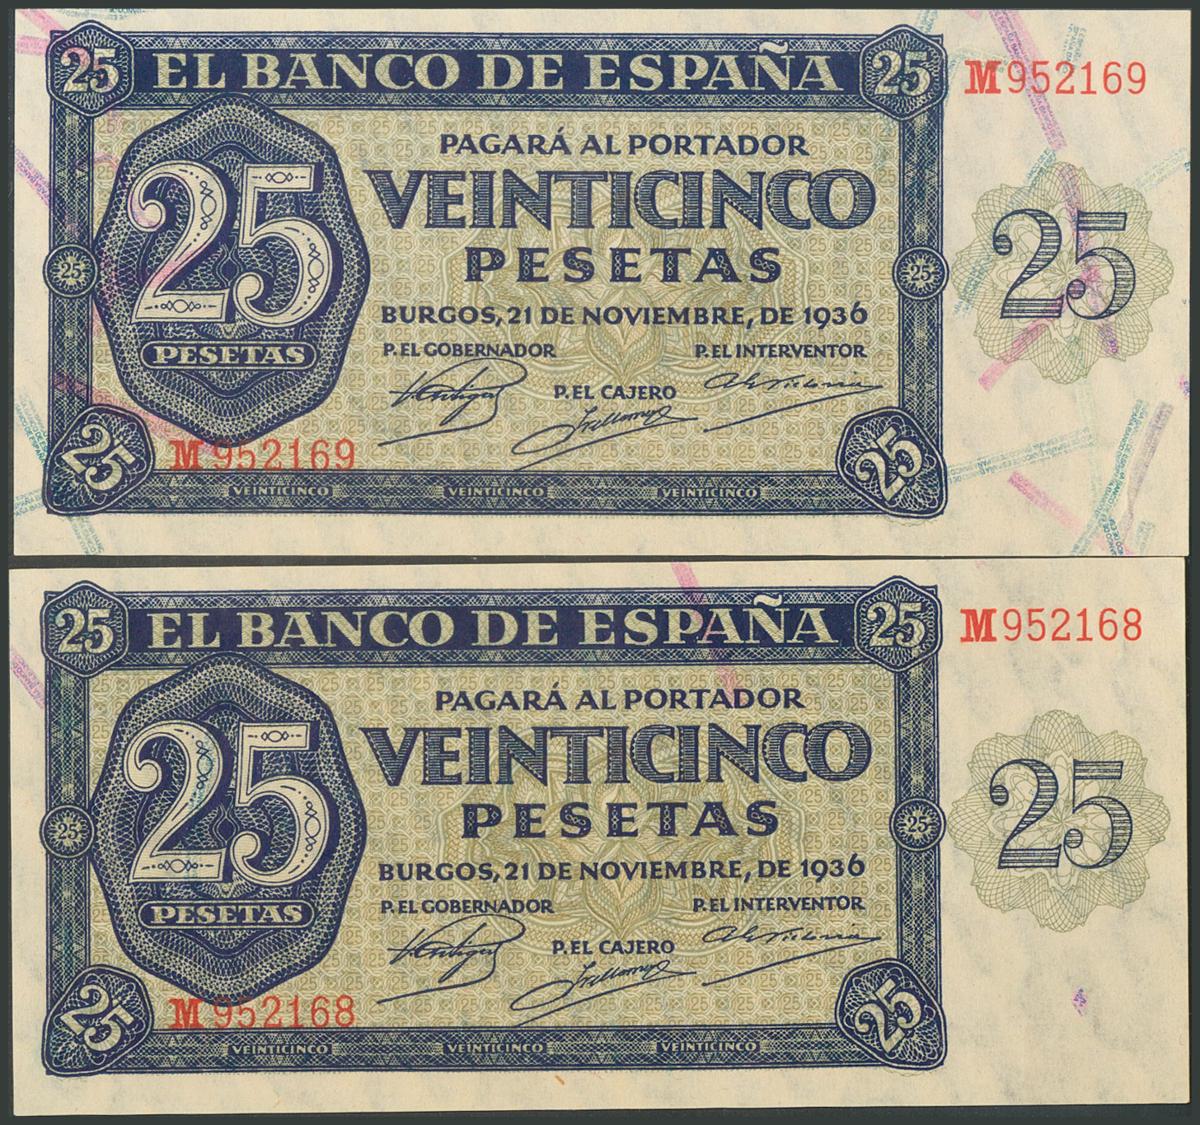 25 EL BANCO DE ESPAÑA 25 M952169
PAGARÁ AL PORTADOR
25 VEINTICINCO 25
PESETAS
25 25
BURGOS, 21 DE NOVIEMBRE, DE 1936
PESETAS P. EL GOBERNADOR P. EL INTERVENTOR
P. EL CAJERO
25 M952169 25
VEINTICINCO VEINTICINCO VEINTICINCO
25 EL BANCO DE ESPAÑA 25 M952168
PAGARÁ AL PORTADOR
25 VEINTICINCO 25
PESETAS
25 25
BURGOS, 21 DE NOVIEMBRE, DE 1936
PESETAS P. EL GOBERNADOR P. EL INTERVENTOR
P. EL CAJERO
25 M952168 25
VEINTICINCO VEINTICINCO VEINTICINCO